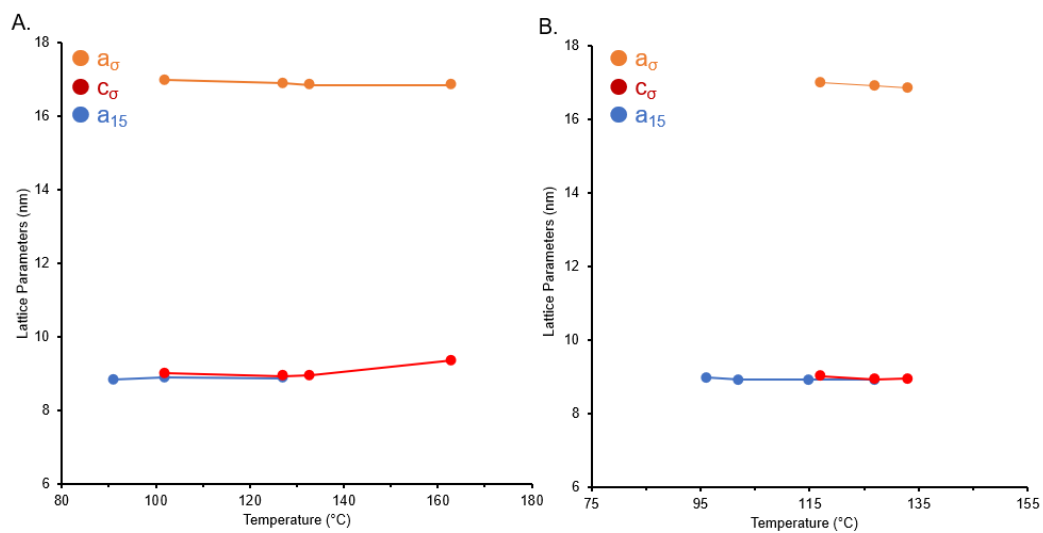 A.
18
16
14
12
10
8
6
80
100
120
140
160
180
Lattice Parameters (nm)
Temperature (°C)
aσ
cσ
a15
B.
18
16
14
12
10
8
6
75
95
115
135
155
Lattice Parameters (nm)
Temperature (°C)
aσ
cσ
a15